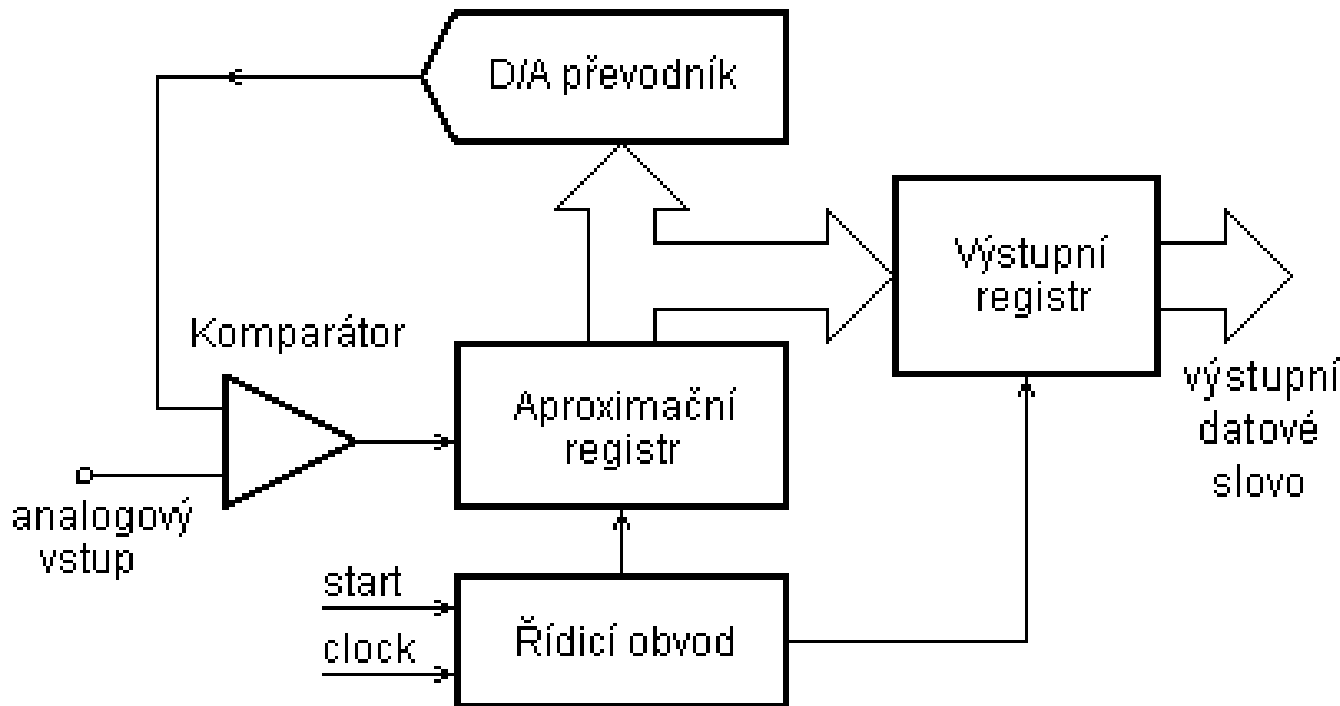 D/A převodník
Výstupní
registr
Komparátor
Aproximační
registr
výstupní
datové
slovo
analogový
vstup
start
clock
Řídicí obvod